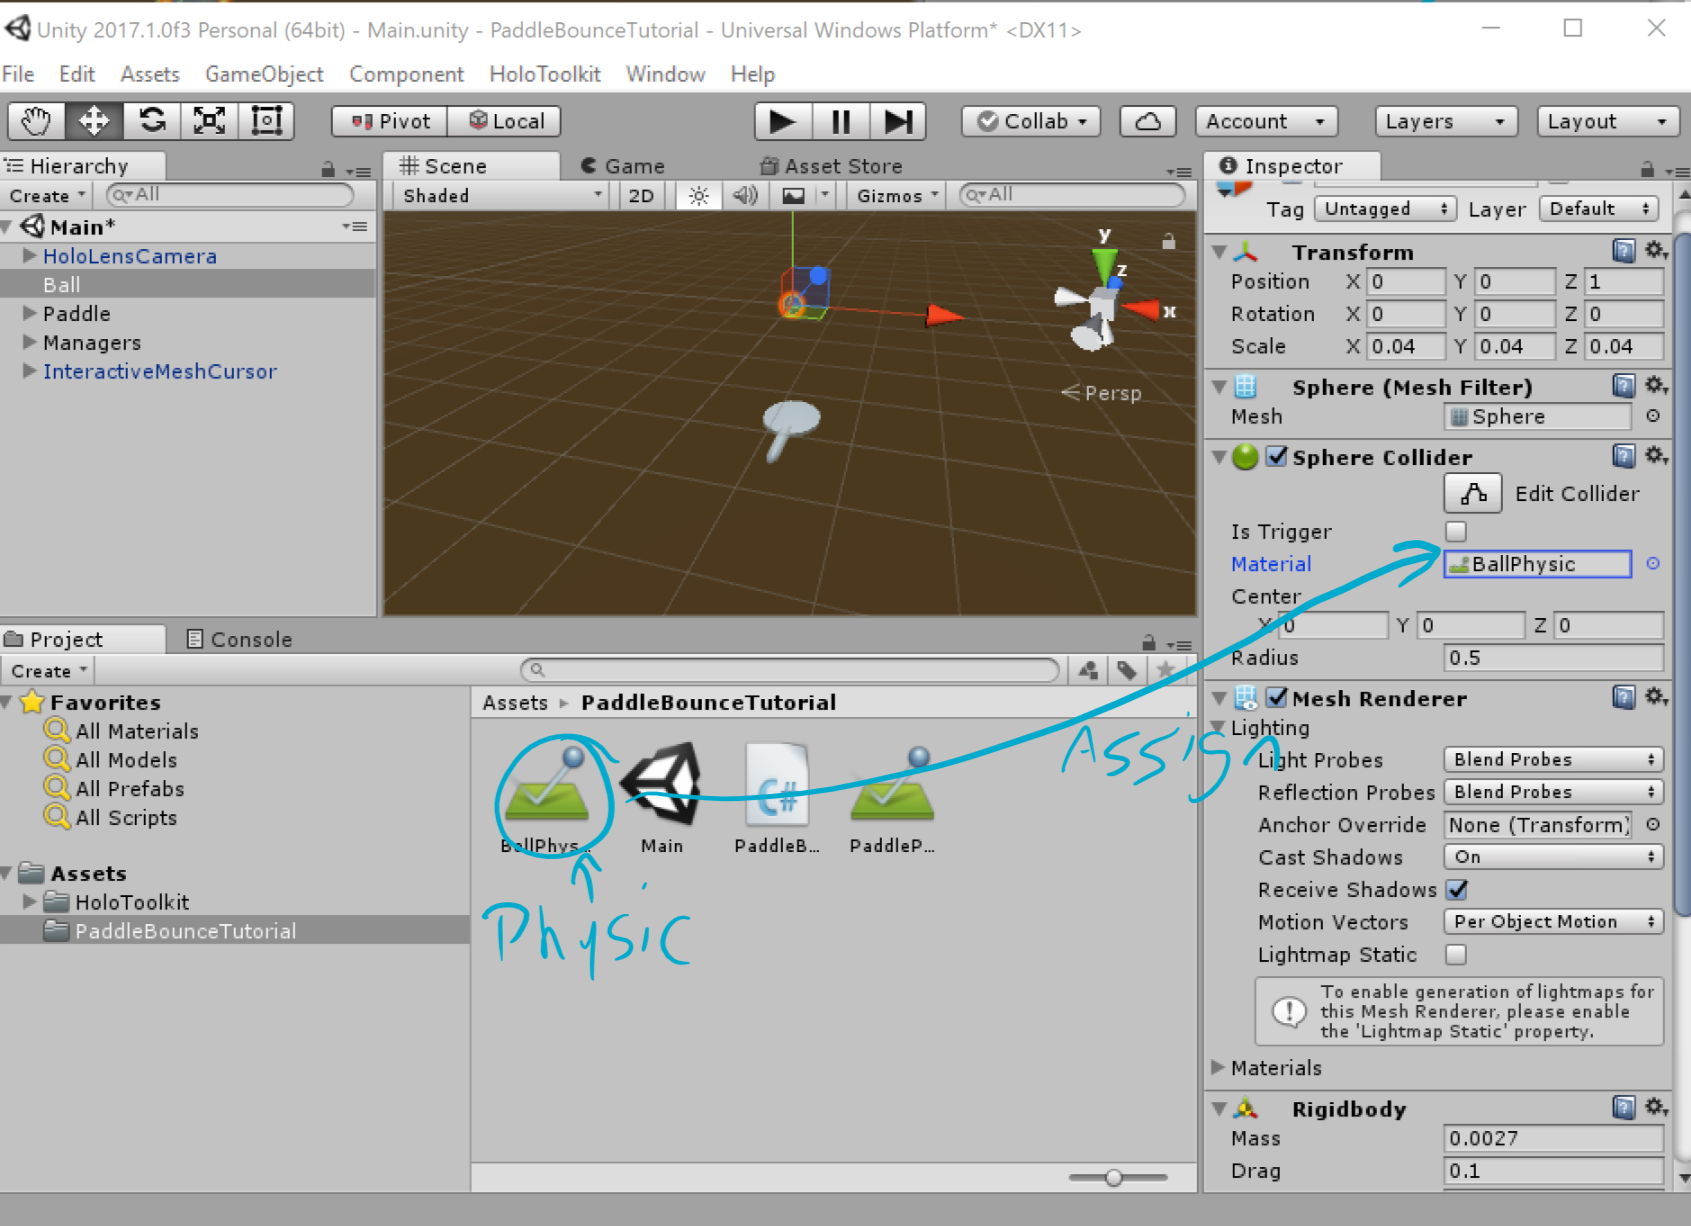 Unity 2017.1.0f3 Personal (64bit) - Main.unity - PaddleBounceTutorial - Universal Windows Platform* <DX11>
File Edit Assets GameObject Component HoloToolkit Window Help
Pivot Local Collab Account Layers Layout
Hierarchy
Create All
Main*
HoloLensCamera
Ball
Paddle
Managers
InteractiveMeshCursor
Scene Game Asset Store
Shaded 2D Gizmos All
y
z
x
Persp
Project Console
Create
Favorites
All Materials
All Models
All Prefabs
All Scripts
Assets
HoloToolkit
PaddleBounceTutorial
Assets PaddleBounceTutorial
C#
BallPhys... Main PaddleB... PaddleP...
Physic
Assign
Inspector
Tag Untagged Layer Default
Transform
Position X 0 Y 0 Z 1
Rotation X 0 Y 0 Z 0
Scale X 0.04 Y 0.04 Z 0.04
Sphere (Mesh Filter)
Mesh Sphere
Sphere Collider
Edit Collider
Is Trigger
Material BallPhysic
Center
X 0 Y 0 Z 0
Radius 0.5
Mesh Renderer
Lighting
Light Probes Blend Probes
Reflection Probes Blend Probes
Anchor Override None (Transform)
Cast Shadows On
Receive Shadows
Motion Vectors Per Object Motion
Lightmap Static
To enable generation of lightmaps for
this Mesh Renderer, please enable
the 'Lightmap Static' property.
Materials
Rigidbody
Mass 0.0027
Drag 0.1